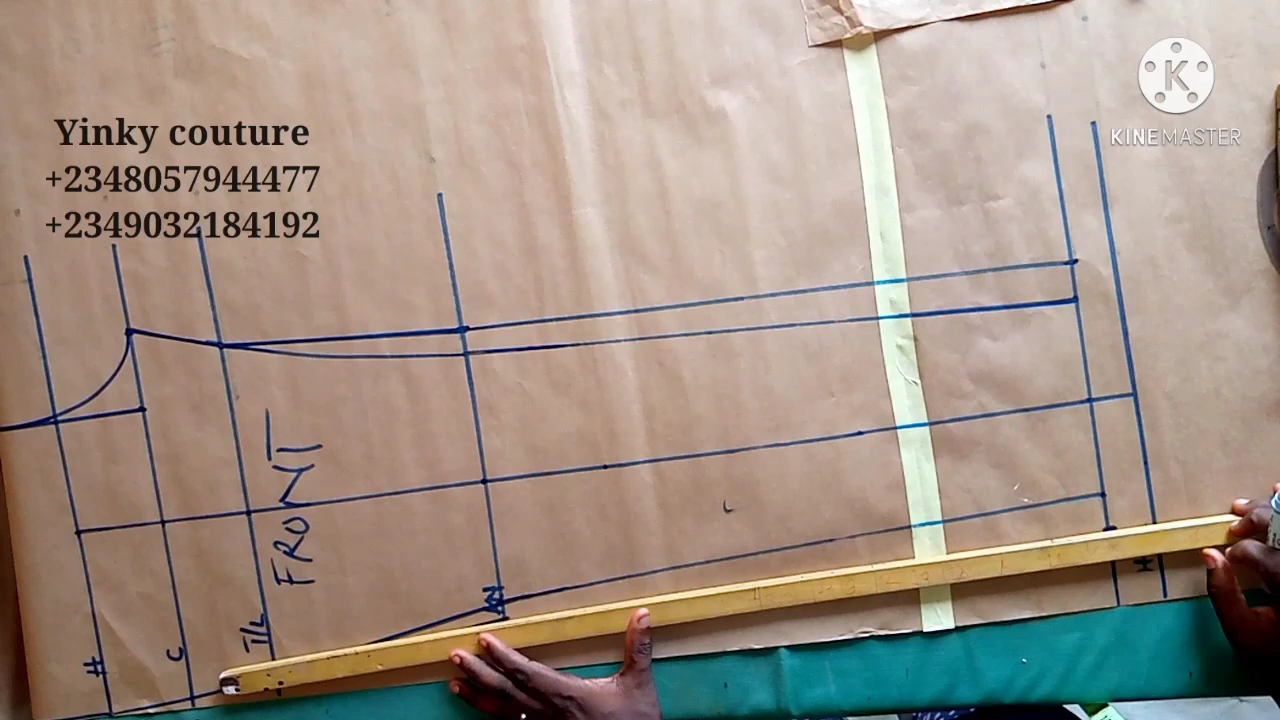 Yinky couture
+2348057944477
+2349032184192
KINEMASTER
FRONT
H
C
T/L
H